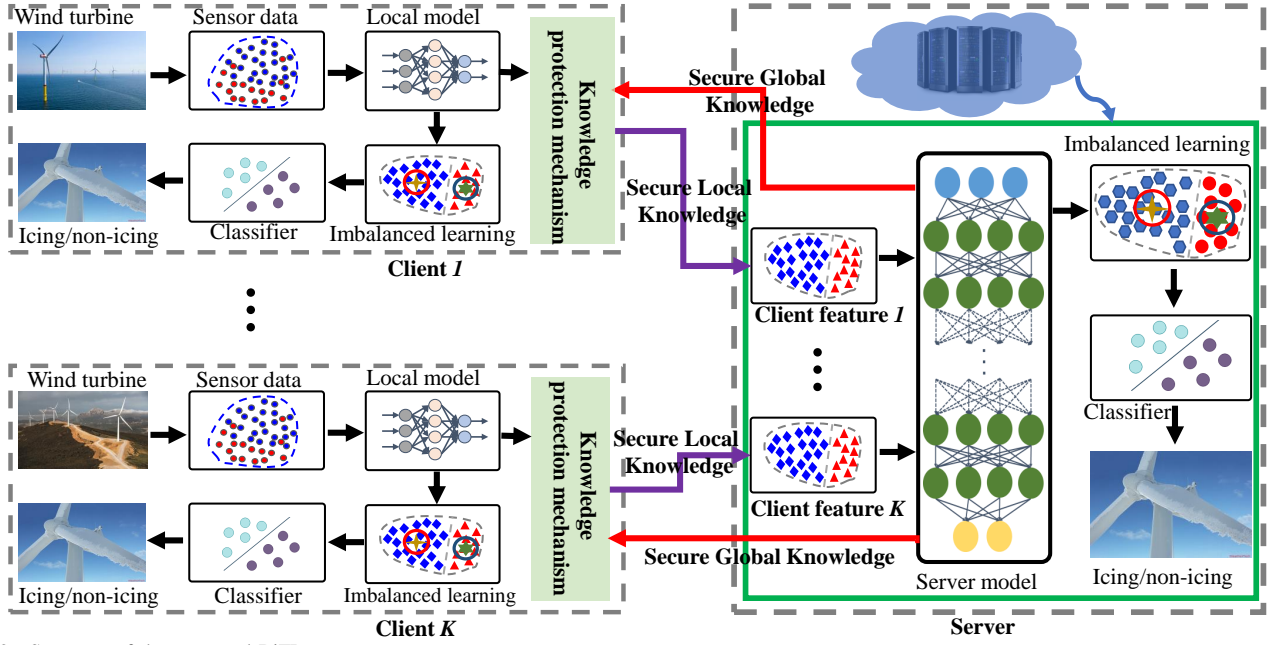 Wind turbine
Sensor data
Local model
Knowledge
protection mechanism
Icing/non-icing
Classifier
Imbalanced learning
Client 1
Wind turbine
Sensor data
Local model
Knowledge
protection mechanism
Icing/non-icing
Classifier
Imbalanced learning
Client K
Secure Global
Knowledge
Secure Local
Knowledge
Secure Local
Knowledge
Secure Global Knowledge
Client feature 1
Client feature K
Server model
Imbalanced learning
Classifier
Icing/non-icing
Server